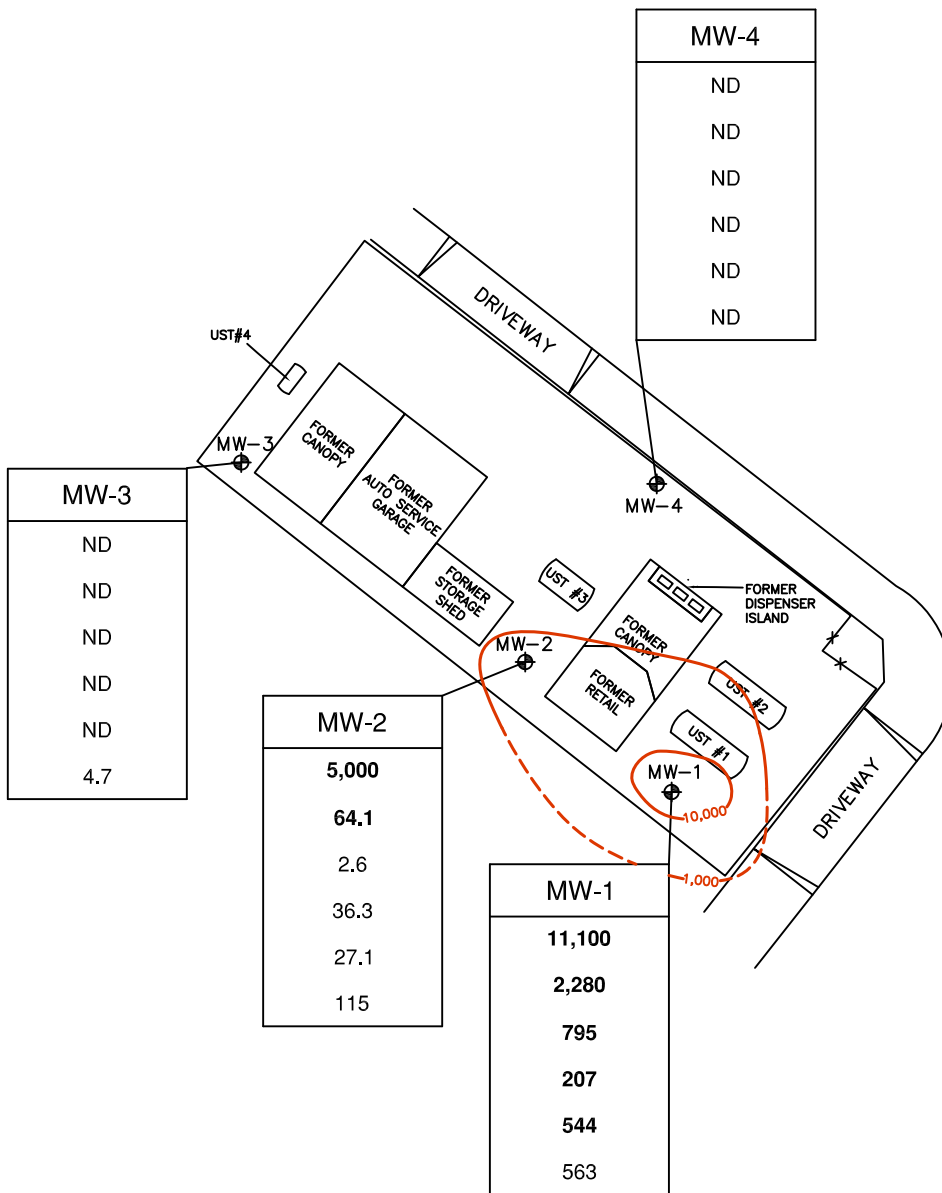 MW-4
ND
ND
ND
ND
ND
ND
DRIVEWAY
UST#4
FORMER
CANOPY
MW-3
FORMER
AUTO SERVICE
GARAGE
MW-4
MW-3
ND
ND
ND
ND
ND
4.7
FORMER
STORAGE
SHED
UST #3
FORMER
DISPENSER
ISLAND
FORMER
CANOPY
MW-2
FORMER
RETAIL
UST #2
UST #1
MW-2
5,000
64.1
2.6
36.3
27.1
115
MW-1
10,000
DRIVEWAY
1,000
MW-1
11,100
2,280
795
207
544
563